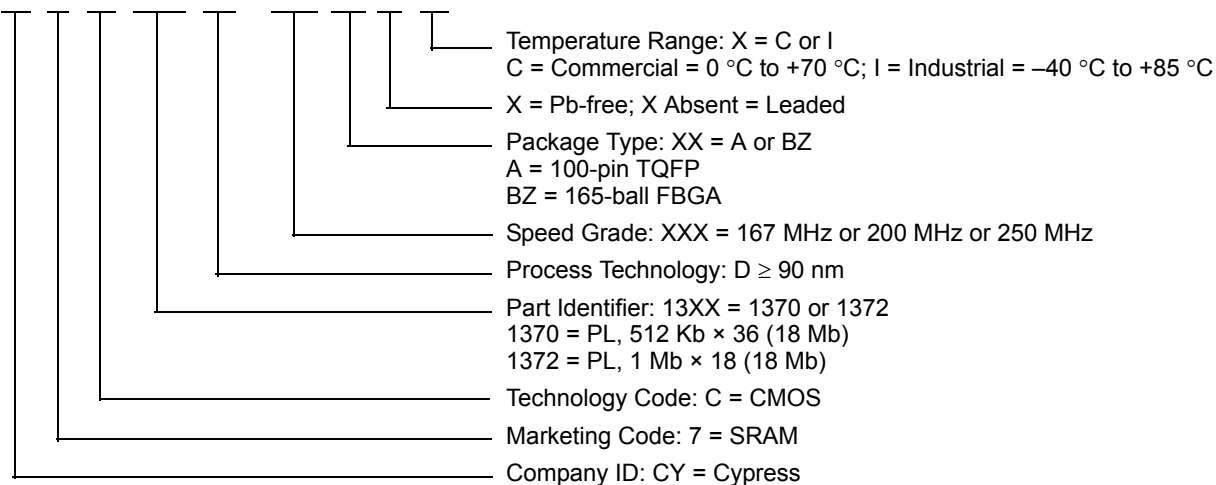 Temperature Range: X = C or I
C = Commercial = 0 °C to +70 °C; I = Industrial = –40 °C to +85 °C
X = Pb-free; X Absent = Leaded
Package Type: XX = A or BZ
A = 100-pin TQFP
BZ = 165-ball FBGA
Speed Grade: XXX = 167 MHz or 200 MHz or 250 MHz
Process Technology: D ≥ 90 nm
Part Identifier: 13XX = 1370 or 1372
1370 = PL, 512 Kb × 36 (18 Mb)
1372 = PL, 1 Mb × 18 (18 Mb)
Technology Code: C = CMOS
Marketing Code: 7 = SRAM
Company ID: CY = Cypress